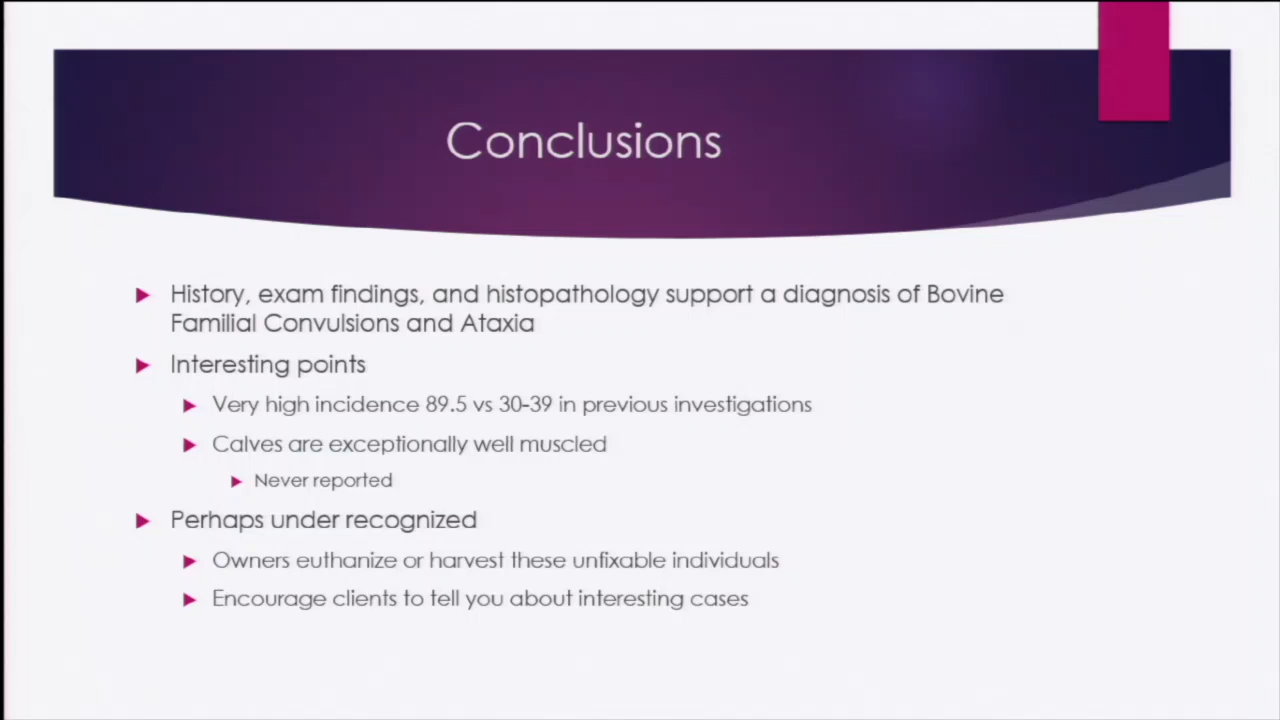 Conclusions
History, exam findings, and histopathology support a diagnosis of Bovine
Familial Convulsions and Ataxia
Interesting points
Very high incidence 89.5 vs 30-39 in previous investigations
Calves are exceptionally well muscled
Never reported
Perhaps under recognized
Owners euthanize or harvest these unfixable individuals
Encourage clients to tell you about interesting cases